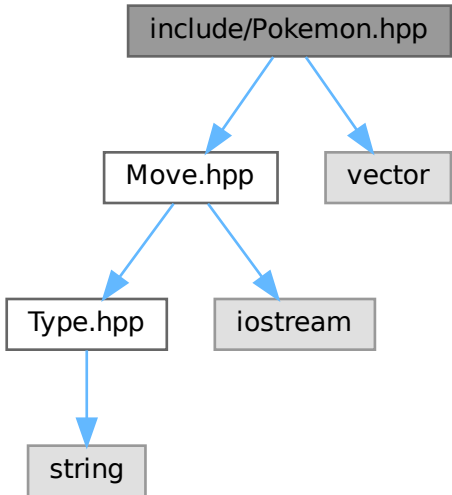 include/Pokemon.hpp
Move.hpp
vector
Type.hpp
iostream
string